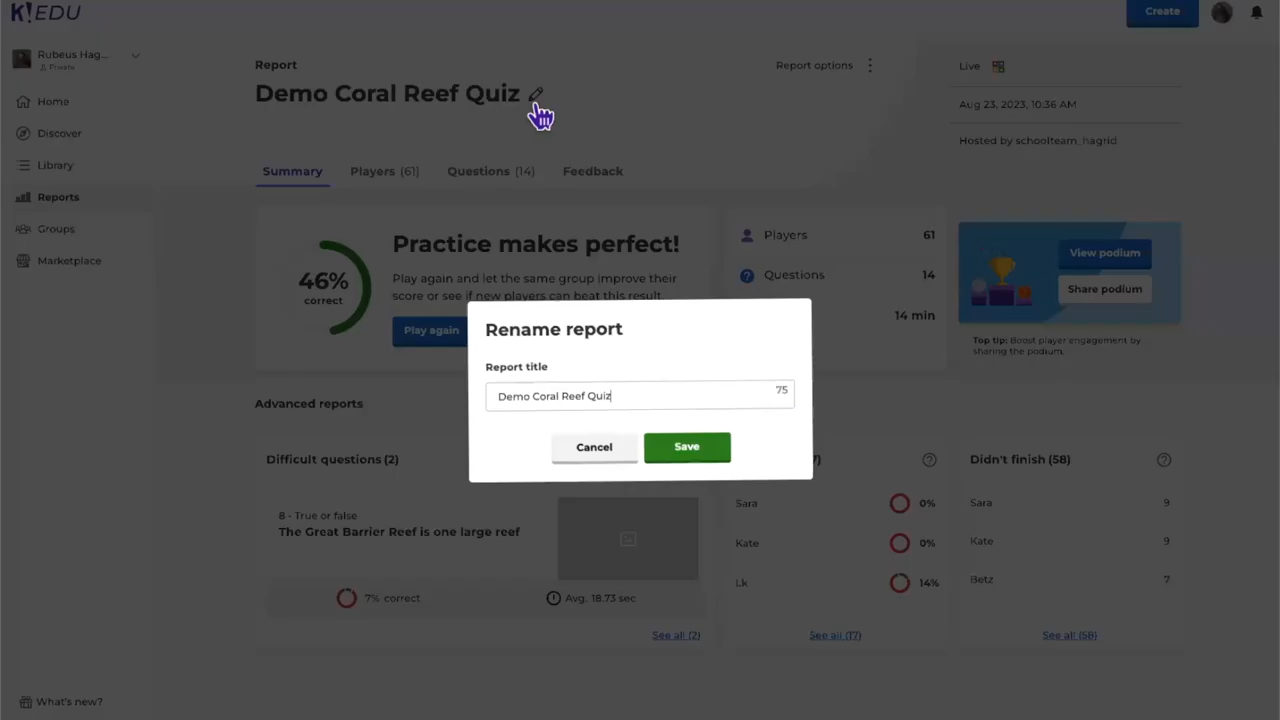 K!EDU
Create
Rubeus Hag...
Private
Home
Discover
Library
Reports
Groups
Marketplace
What's new?
Report
Demo Coral Reef Quiz
Report options
Live
Aug 23, 2023, 10.36 AM
Hosted by schoolteam_hagrid
Summary
Players (61)
Questions (14)
Feedback
46%
correct
Practice makes perfect!
Play again and let the same group improve their
score or see if new players can beat this result.
Play again
Players 61
Questions 14
14 min
View podium
Share podium
Top tip: Boost player engagement by
sharing the podium.
Rename report
Report title
Demo Coral Reef Quiz
75
Cancel
Save
Advanced reports
Difficult questions (2)
8 - True or false
The Great Barrier Reef is one large reef
7% correct
Avg. 18.73 sec
See all (2)
7)
Sara 0%
Kate 0%
Lk 14%
See all (17)
Didn't finish (58)
Sara 9
Kate 9
Betz 7
See all (58)